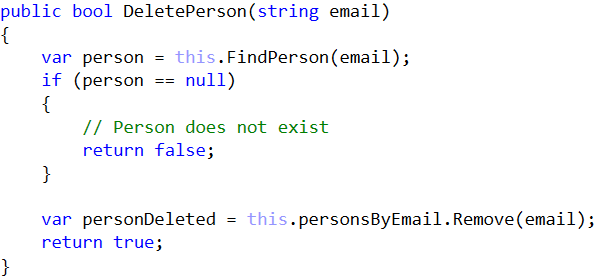 public bool DeletePerson(string email)
{
    var person = this.FindPerson(email);
    if (person == null)
    {
        // Person does not exist
        return false;
    }

    var personDeleted = this.personsByEmail.Remove(email);
    return true;
}